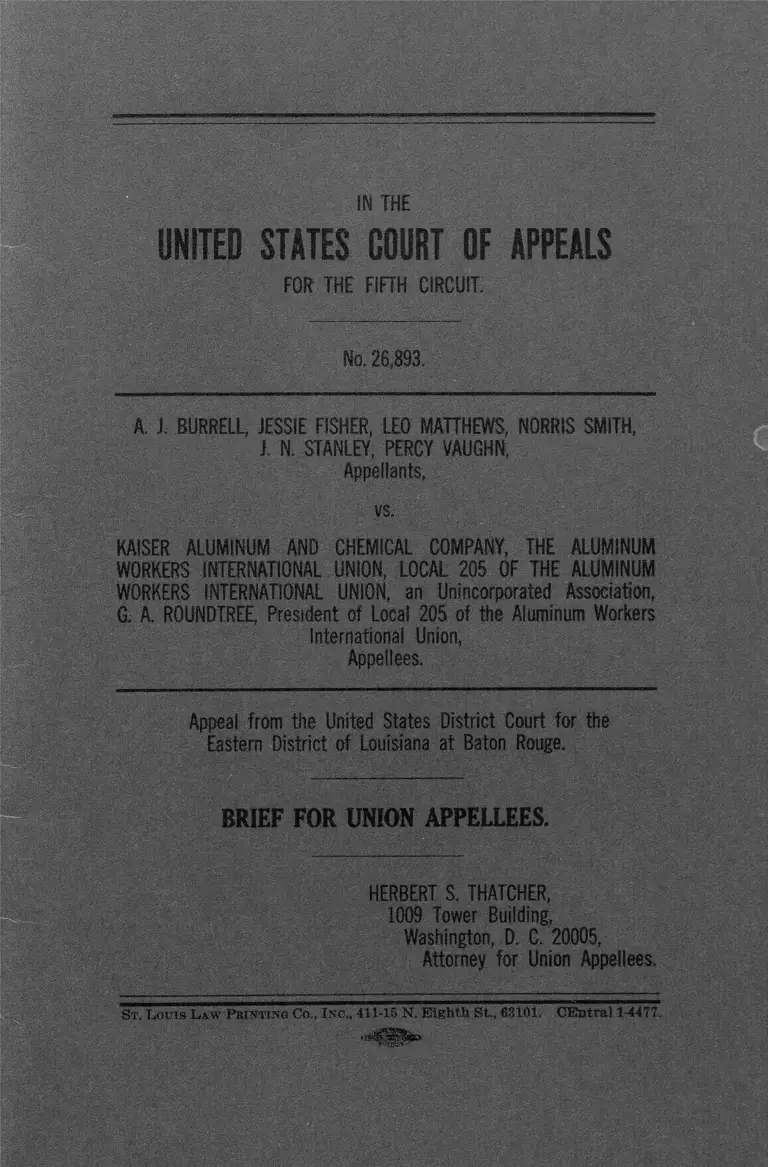 IN THE
UNITED STATES COURT OF APPEALS
FOR THE FIFTH CIRCUIT.
No. 26,893.
A. J. BURRELL, JESSIE FISHER, LEO MATTHEWS, NORRIS SMITH,
J. N. STANLEY, PERCY VAUGHN,
Appellants,
vs.
KAISER ALUMINUM AND CHEMICAL COMPANY, THE ALUMINUM
WORKERS INTERNATIONAL UNION, LOCAL 205 OF THE ALUMINUM
WORKERS INTERNATIONAL UNION, an Unincorporated Association,
G. A. ROUNDTREE, President of Local 205 of the Aluminum Workers
International Union,
Appellees.
Appeal from the United States District Court for the
Eastern District of Louisiana at Baton Rouge.
BRIEF FOR UNION APPELLEES.
HERBERT S. THATCHER,
1009 Tower Building,
Washington, D. C. 20005,
Attorney for Union Appellees.
ST. LOUIS LAW PRINTING CO., INC., 411-15 N. Eighth St., 63101. CEntral 1-4477.